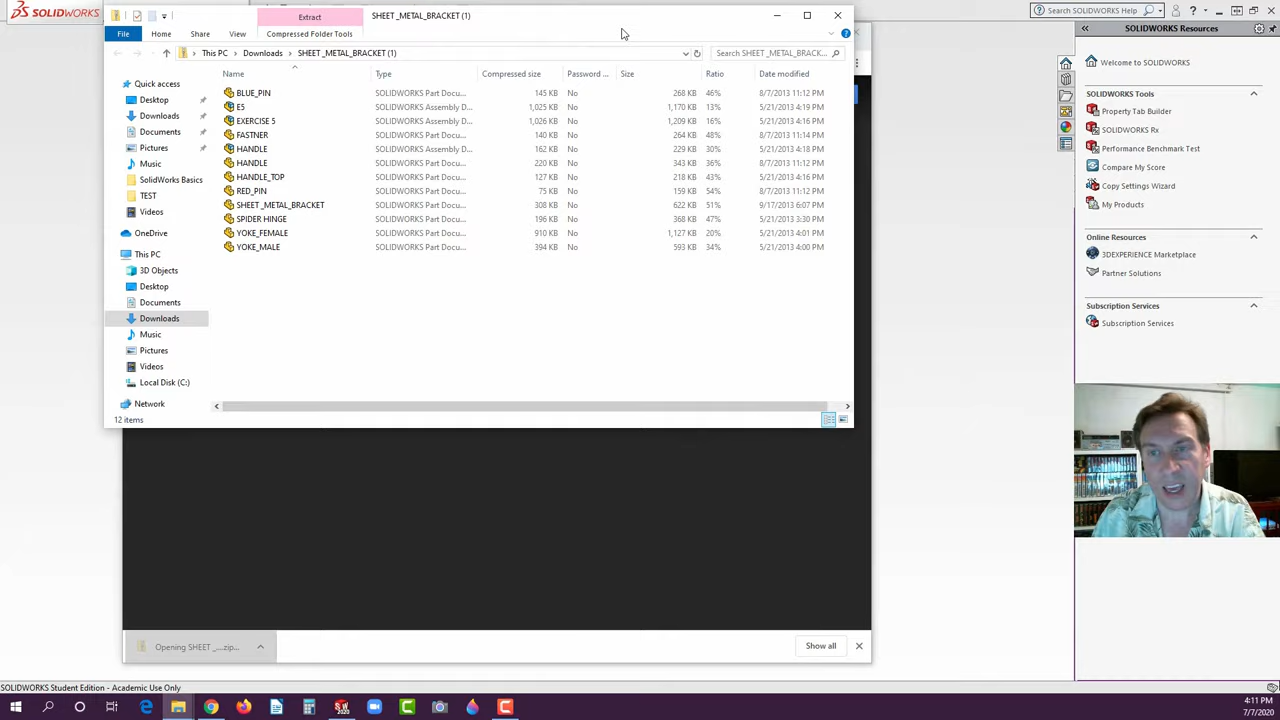 SOLIDWORKS
Extract
SHEET_METAL_BRACKET (1)
Search SOLIDWORKS Help
SOLIDWORKS Resources
File
Home
Share
View
Compressed Folder Tools
This PC
Downloads
SHEET_METAL_BRACKET (1)
Search SHEET_METAL_BRACK...
Welcome to SOLIDWORKS
Name Type Compressed size Password ... Size Ratio Date modified
BLUE_PIN SOLIDWORKS Part Docu... 145 KB No 268 KB 46% 8/7/2013 11:12 PM
E5 SOLIDWORKS Assembly D... 1,025 KB No 1,170 KB 13% 5/21/2013 4:19 PM
EXERCISE 5 SOLIDWORKS Assembly D... 1,026 KB No 1,209 KB 16% 5/21/2013 4:16 PM
FASTNER SOLIDWORKS Part Docu... 140 KB No 264 KB 48% 8/7/2013 11:14 PM
HANDLE SOLIDWORKS Assembly D... 162 KB No 229 KB 30% 5/21/2013 4:18 PM
HANDLE SOLIDWORKS Part Docu... 220 KB No 343 KB 36% 8/7/2013 11:12 PM
HANDLE_TOP SOLIDWORKS Part Docu... 127 KB No 218 KB 43% 5/21/2013 4:16 PM
RED_PIN SOLIDWORKS Part Docu... 75 KB No 159 KB 54% 8/7/2013 11:12 PM
SHEET_METAL_BRACKET SOLIDWORKS Part Docu... 308 KB No 622 KB 51% 9/17/2013 6:07 PM
SPIDER HINGE SOLIDWORKS Part Docu... 196 KB No 368 KB 47% 5/21/2013 3:30 PM
YOKE_FEMALE SOLIDWORKS Part Docu... 910 KB No 1,127 KB 20% 5/21/2013 4:01 PM
YOKE_MALE SOLIDWORKS Part Docu... 394 KB No 593 KB 34% 5/21/2013 4:00 PM
Quick access
Desktop
Downloads
Documents
Pictures
Music
SolidWorks Basics
TEST
Videos
OneDrive
This PC
3D Objects
Desktop
Documents
Downloads
Music
Pictures
Videos
Local Disk (C:)
Network
12 items
SOLIDWORKS Tools
Property Tab Builder
SOLIDWORKS Rx
Performance Benchmark Test
Compare My Score
Copy Settings Wizard
My Products
Online Resources
3DEXPERIENCE Marketplace
Partner Solutions
Subscription Services
Subscription Services
Opening SHEET_....zip...
Show all
SOLIDWORKS Student Edition - Academic Use Only
SW
2020
4:11 PM
7/7/2020